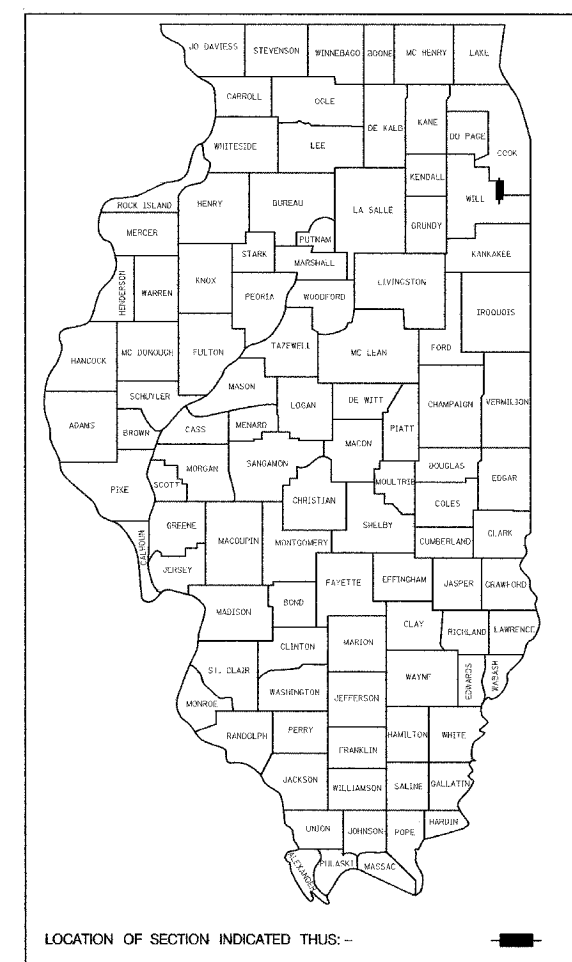 JO DAVIESS STEVENSON WINNEBAGO BOONE MC HENRY LAKE
CARROLL OGLE DE KALB KANE DU PAGE COOK
WHITESIDE LEE
KENDALL WILL
ROCK ISLAND HENRY BUREAU LA SALLE GRUNDY
MERCER PUTNAM
STARK MARSHALL KANKAKEE
HENDERSON WARREN KNOX PEORIA WOODFORD LIVINGSTON IROQUOIS
HANCOCK MC DUNOUGH FULTON TAZEWELL MC LEAN FORD
SCHUYLER MASON
ADAMS BROWN CASS MENARD LOGAN DE WITT PIATT CHAMPAIGN VERMILION
MACON
PIKE SCOTT MORGAN SANGAMON MOULTRIE DOUGLAS EDGAR
CHRISTIAN COLES
CALHOUN GREENE MACOUPIN MONTGOMERY SHELBY CUMBERLAND CLARK
JERSEY FAYETTE EFFINGHAM JASPER CRAWFORD
MADISON BOND
CLAY RICHLAND LAWRENCE
CLINTON MARION
ST. CLAIR WAYNE EDWARDS WABASH
WASHINGTON JEFFERSON
MONROE
RANDOLPH PERRY HAMILTON WHITE
FRANKLIN
JACKSON WILLIAMSON SALINE GALLATIN
UNION JOHNSON POPE HARDIN
ALEXANDER PULASKI MASSAC
LOCATION OF SECTION INDICATED THUS: -